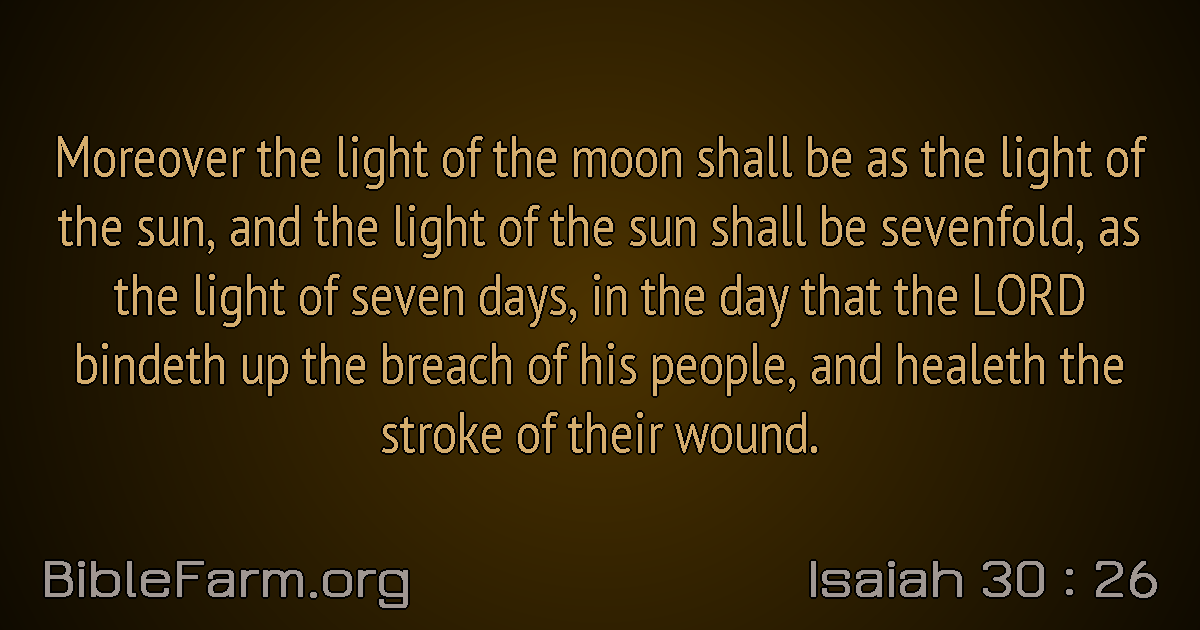 Moreover the light of the moon shall be as the light of
the sun, and the light of the sun shall be sevenfold, as
the light of seven days, in the day that the LORD
bindeth up the breach of his people, and healeth the
stroke of their wound.
BibleFarm.org
Isaiah 30 : 26